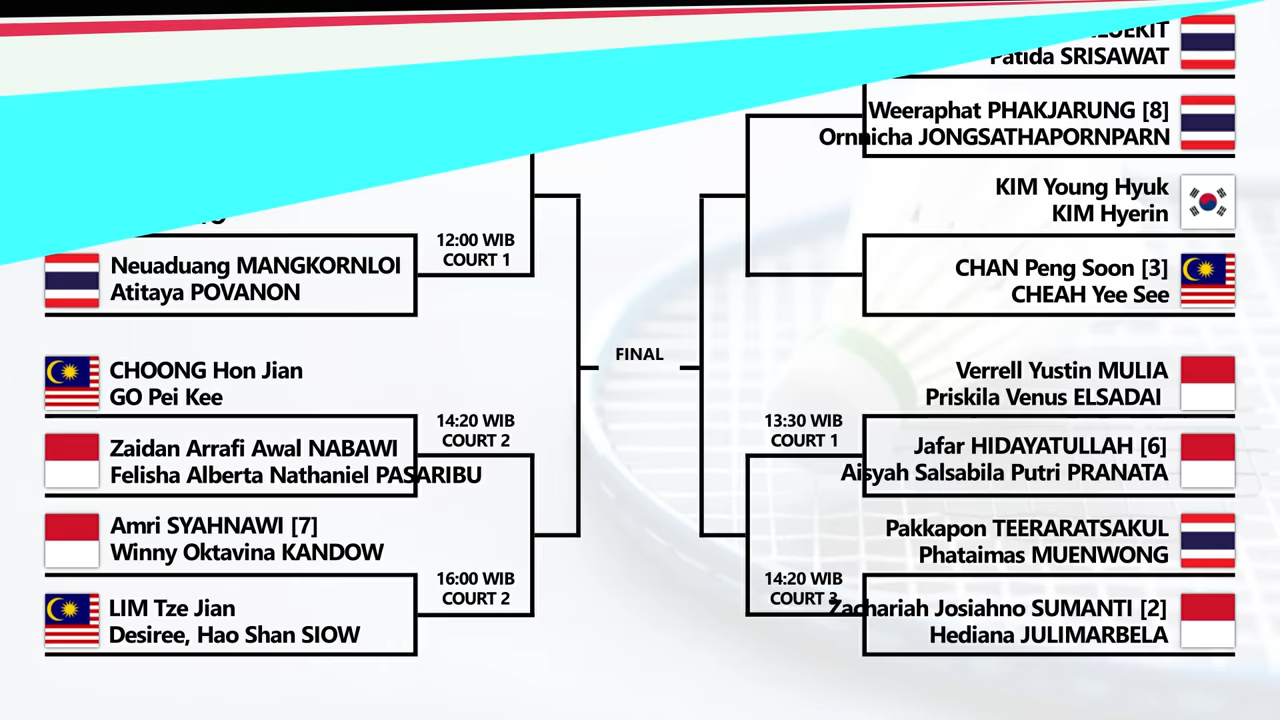 Patida SRISAWAT
Weeraphat PHAKJARUNG [8]
Ornnicha JONGSATHAPORNPARN
KIM Young Hyuk
KIM Hyerin
12:00 WIB
COURT 1
Neuaduang MANGKORNLOI
Atitaya POVANON
CHAN Peng Soon [3]
CHEAH Yee See
FINAL
CHOONG Hon Jian
GO Pei Kee
Verrell Yustin MULIA
Priskila Venus ELSADAI
14:20 WIB
COURT 2
13:30 WIB
COURT 1
Zaidan Arrafi Awal NABAWI
Felisha Alberta Nathaniel PASARIBU
Jafar HIDAYATULLAH [6]
Aisyah Salsabila Putri PRANATA
Amri SYAHNAWI [7]
Winny Oktavina KANDOW
Pakkapon TEERARATSAKUL
Phataimas MUENWONG
16:00 WIB
COURT 2
14:20 WIB
COURT 3
LIM Tze Jian
Desiree, Hao Shan SIOW
Zachariah Josiahno SUMANTI [2]
Hediana JULIMARBELA